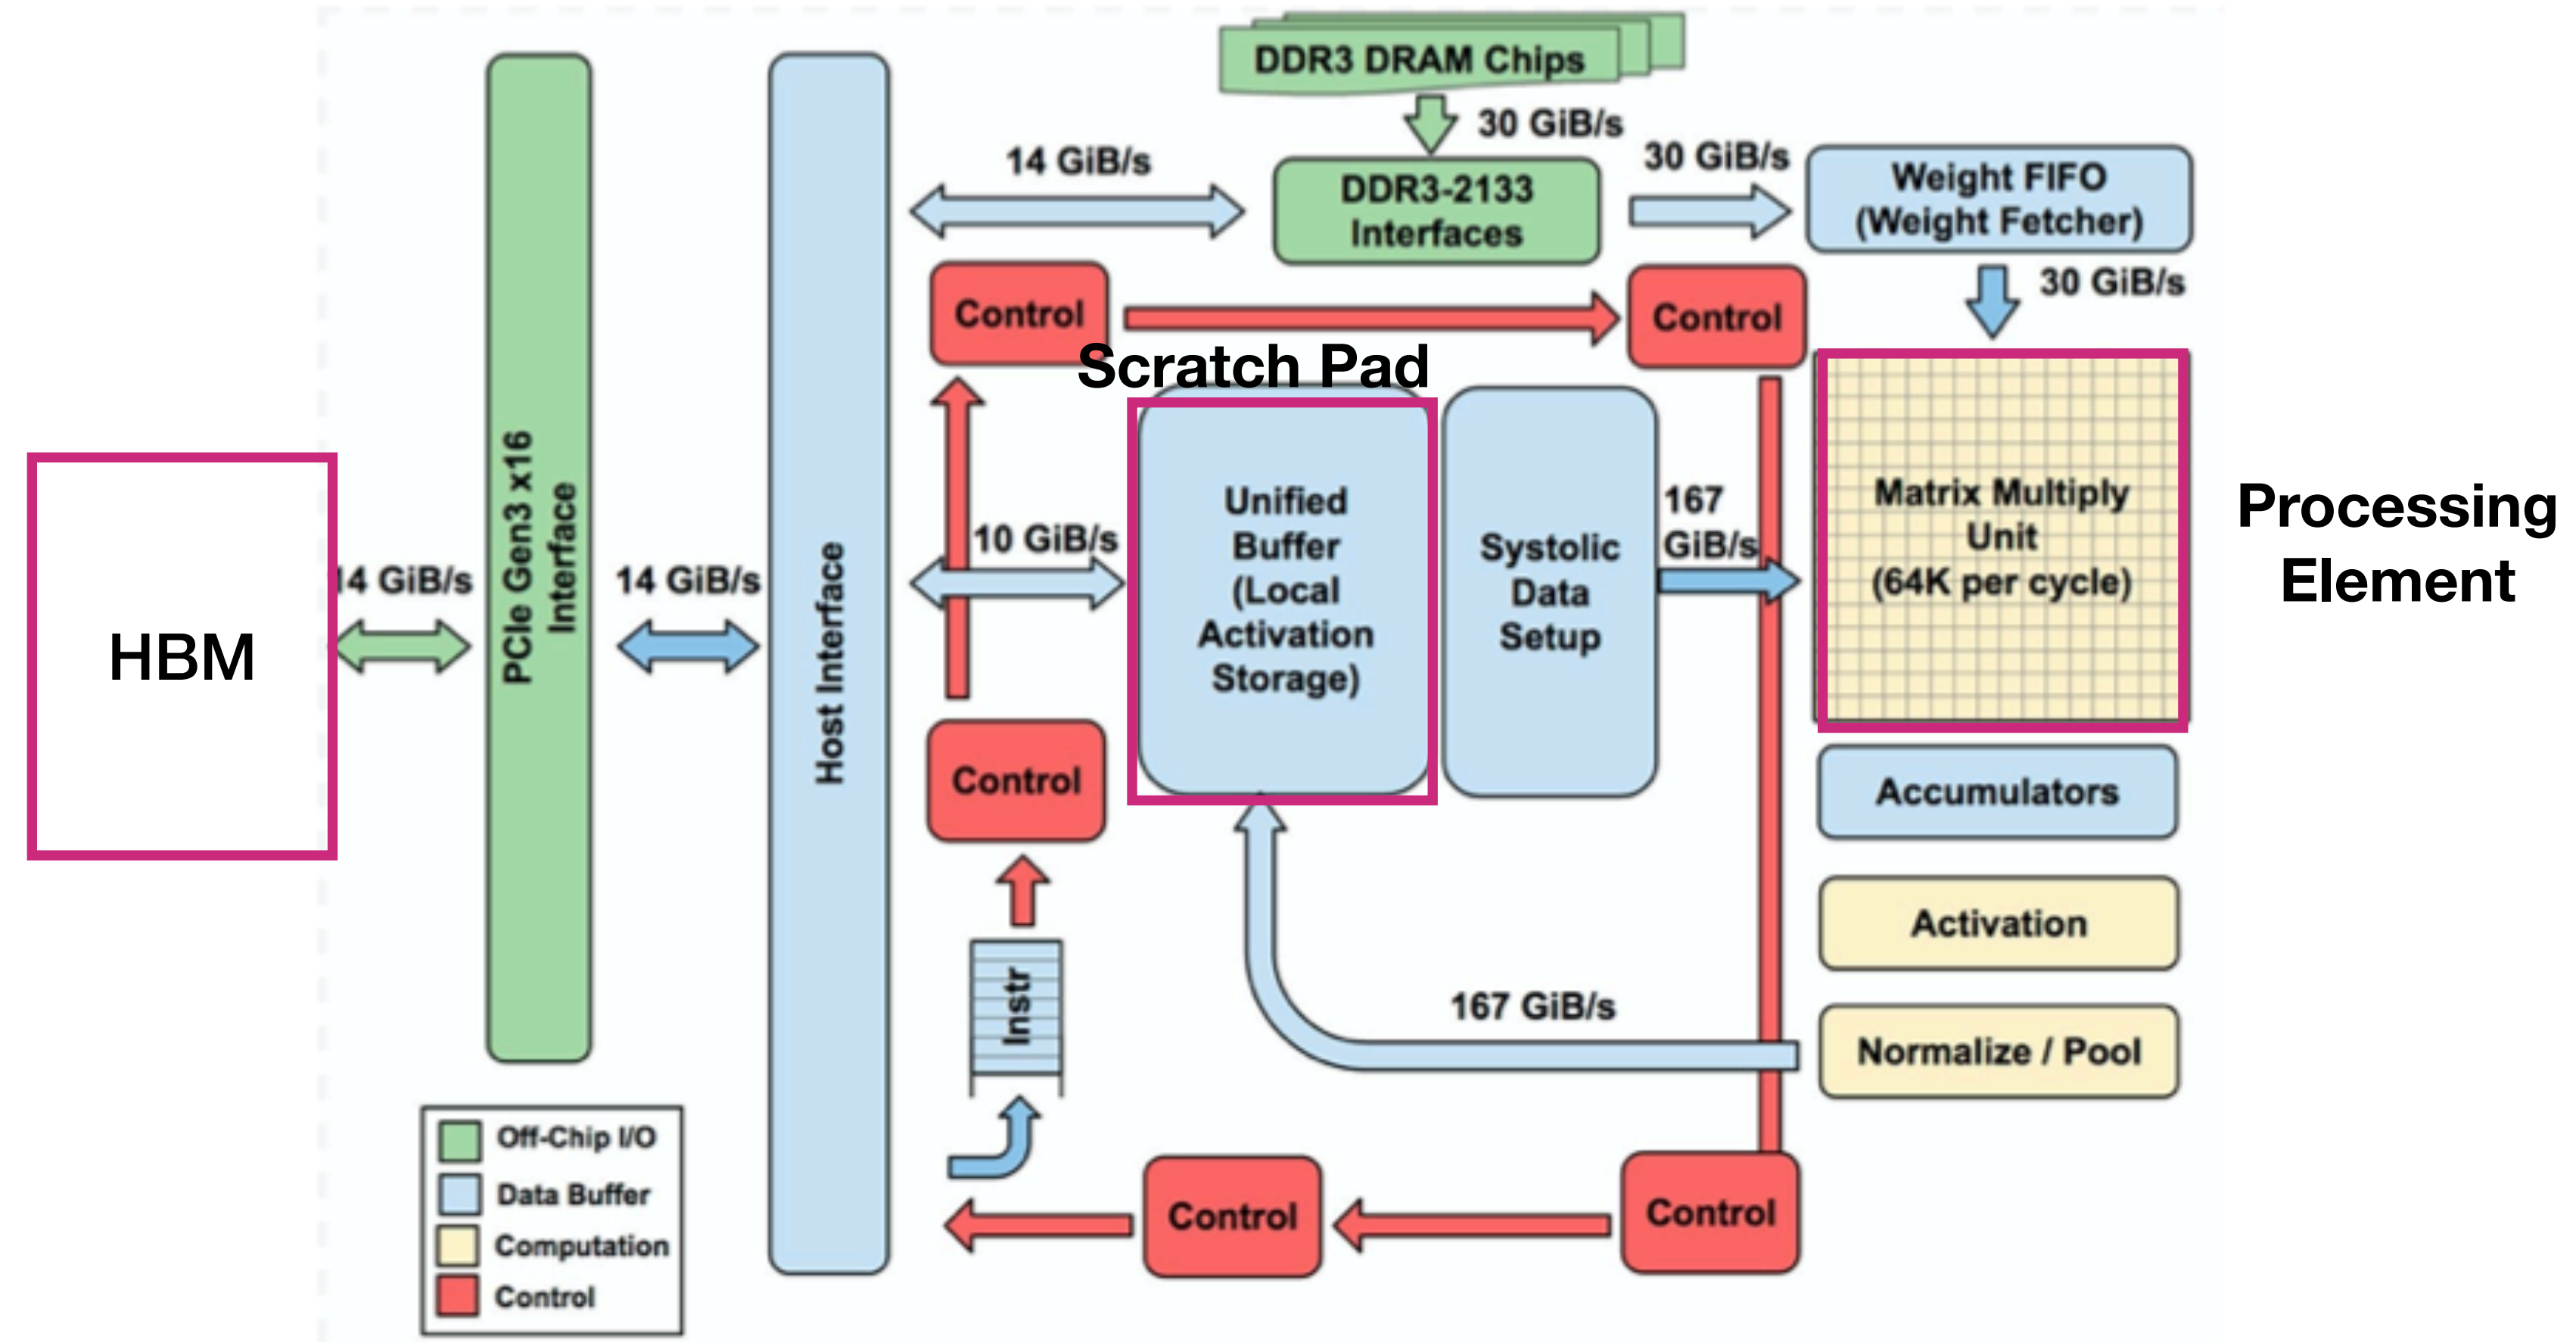 DDR3 DRAM Chips
30 GiB/s
14 GiB/s
DDR3-2133
Interfaces
30 GiB/s
Weight FIFO
(Weight Fetcher)
30 GiB/s
Control
Control
Scratch Pad
HBM
14 GiB/s
PCIe Gen3 x16
Interface
14 GiB/s
Host Interface
10 GiB/s
Unified
Buffer
(Local
Activation
Storage)
Systolic
Data
Setup
167
GiB/s
Matrix Multiply
Unit
(64K per cycle)
Processing
Element
Control
Accumulators
Activation
Instr
167 GiB/s
Normalize / Pool
Off-Chip I/O
Data Buffer
Computation
Control
Control
Control